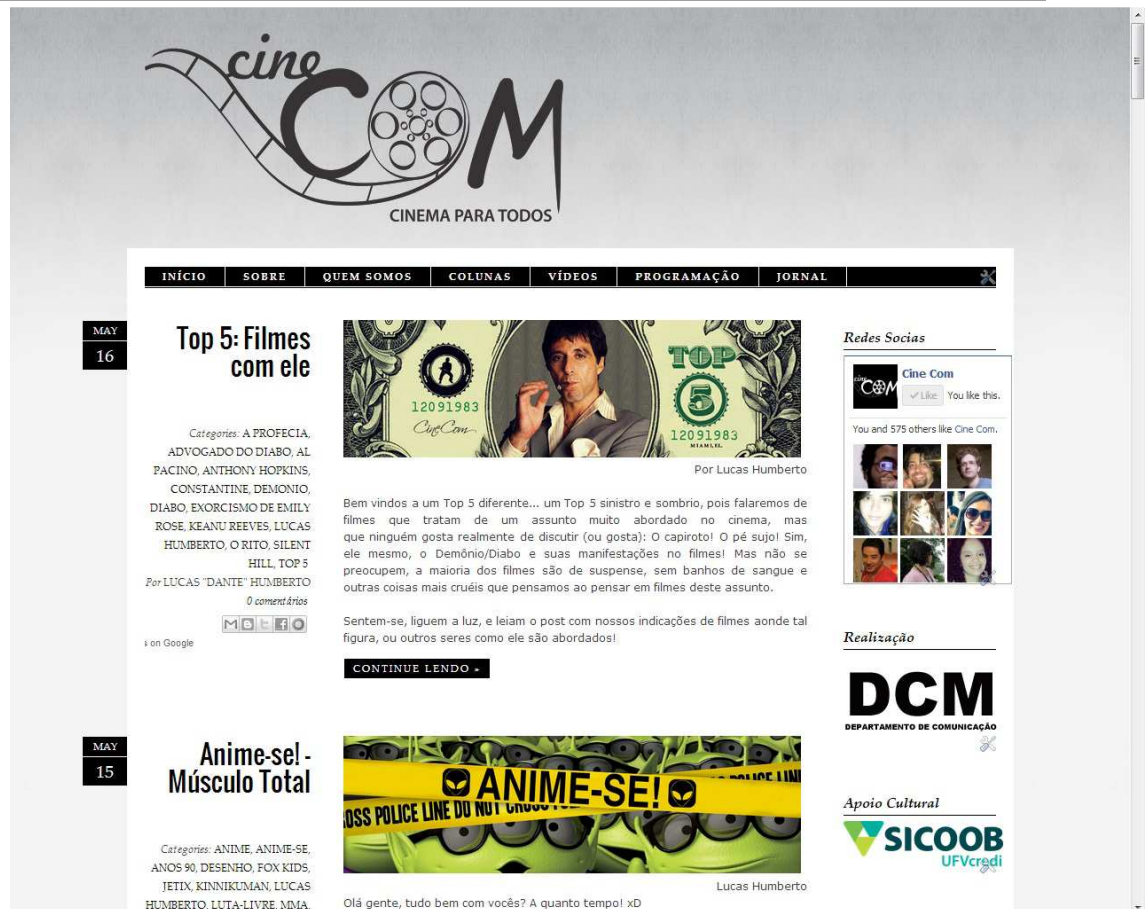 cine
COM
CINEMA PARA TODOS
INÍCIO SOBRE QUEM SOMOS COLUNAS VÍDEOS PROGRAMAÇÃO JORNAL
MAY
16
Top 5: Filmes
com ele
Categories: A PROFECIA,
ADVOGADO DO DIABO, AL
PACINO, ANTHONY HOPKINS,
CONSTANTINE, DEMONIO,
DIABO, EXORCISMO DE EMILY
ROSE, KEANU REEVES, LUCAS
HUMBERTO, O RITO, SILENT
HILL, TOP 5
Por LUCAS "DANTE" HUMBERTO
0 comentários
on Google
TOP
5
12091983
CineCom
12091983
MIAMI, FL.
Por Lucas Humberto
Bem vindos a um Top 5 diferente... um Top 5 sinistro e sombrio, pois falaremos de
filmes que tratam de um assunto muito abordado no cinema, mas
que ninguém gosta realmente de discutir (ou gosta): O capiroto! O pé sujo! Sim,
ele mesmo, o Demônio/Diabo e suas manifestações no filmes! Mas não se
preocupem, a maioria dos filmes são de suspense, sem banhos de sangue e
outras coisas mais cruéis que pensamos ao pensar em filmes deste assunto.
Sentem-se, liguem a luz, e leiam o post com nossos indicações de filmes aonde tal
figura, ou outros seres como ele são abordados!
CONTINUE LENDO »
MAY
15
Anime-se! -
Músculo Total
Categories: ANIME, ANIME-SE,
ANOS 90, DESENHO, FOX KIDS,
JETIX, KINNIKUMAN, LUCAS
HUMBERTO, LUTA-LIVRE, MMA,
ANIME-SE!
OSS POLICE LINE DO NOT CROSS
POLICE LINE
Lucas Humberto
Olá gente, tudo bem com vocês? A quanto tempo! xD
Redes Socias
cine COM
Cine Com
Like You like this.
You and 575 others like Cine Com.
Realização
DCM
DEPARTAMENTO DE COMUNICAÇÃO
Apoio Cultural
SICOOB
UFVcredi